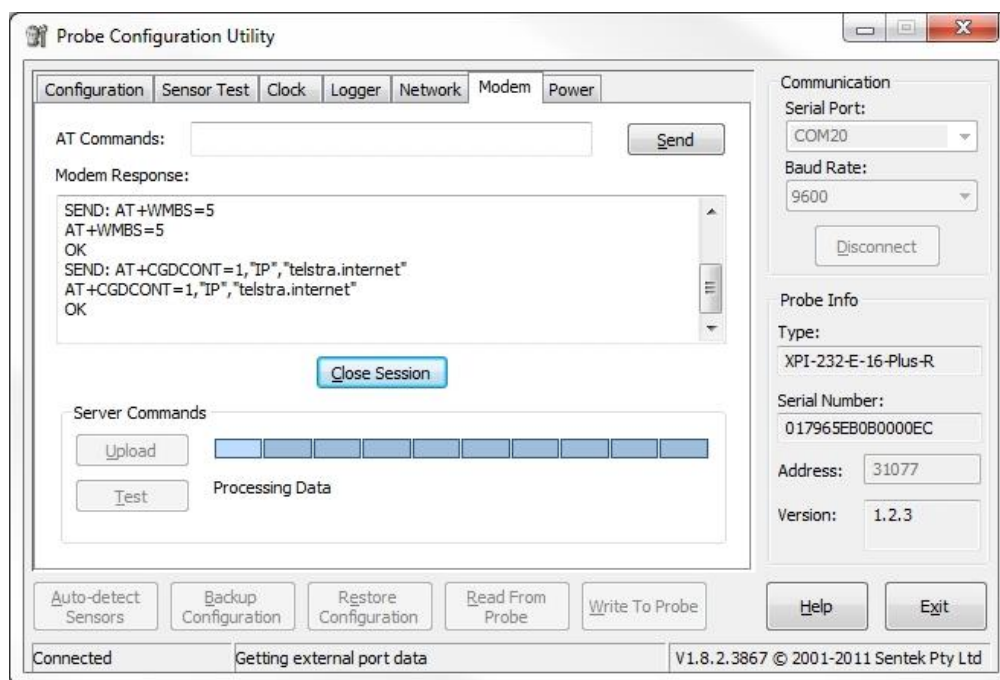 Probe Configuration Utility
Configuration Sensor Test Clock Logger Network Modem Power
AT Commands:
Send
Modem Response:
SEND: AT+WMBS=5
AT+WMBS=5
OK
SEND: AT+CGDCONT=1,"IP","telstra.internet"
AT+CGDCONT=1,"IP","telstra.internet"
OK
Close Session
Server Commands
Upload
Test
Processing Data
Communication
Serial Port:
COM20
Baud Rate:
9600
Disconnect
Probe Info
Type:
XPI-232-E-16-Plus-R
Serial Number:
017965EB0B0000EC
Address: 31077
Version: 1.2.3
Auto-detect
Sensors
Backup
Configuration
Restore
Configuration
Read From
Probe
Write To Probe
Help
Exit
Connected
Getting external port data
V1.8.2.3867 © 2001-2011 Sentek Pty Ltd